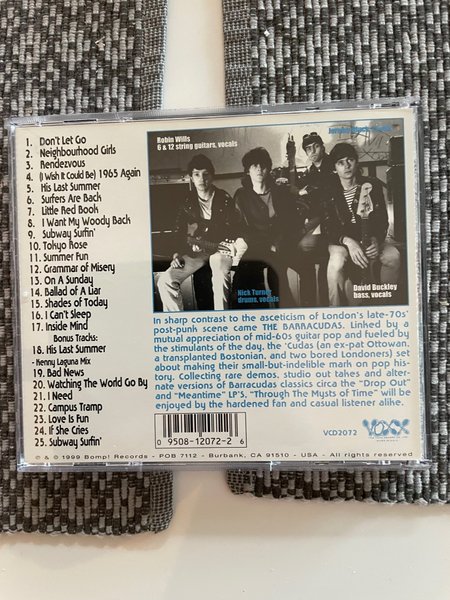 1. Don't Let Go
2. Neighbourhood Girls
3. Rendezvous
4. (I Wish It Could Be) 1965 Again
5. His Last Summer
6. Surfers Are Back
7. Little Red Book
8. I Want My Woody Back
9. Subway Surfin'
10. Tokyo Rose
11. Summer Fun
12. Grammar of Misery
13. On A Sunday
14. Ballad of A Liar
15. Shades of Today
16. I Can't Sleep
17. Inside Mind
Bonus Tracks:
18. His Last Summer
- Kenny Laguna Mix
19. Bad News
20. Watching The World Go By
21. I Need
22. Campus Tramp
23. Love is Fun
24. If She Cries
25. Subway Surfin'
Robin Wills
6 & 12 string guitars, vocals
Nick Turner
drums, vocals
David Buckley
bass, vocals
In sharp contrast to the asceticism of London's late-70s'
post-punk scene came THE BARRACUDAS. Linked by a
mutual appreciation of mid-60s guitar pop and fueled by
the stimulants of the day, the 'Cudas (an ex-pat Ottowan,
a transplanted Bostonian, and two bored Londoners) set
about making their small-but-indelible mark on pop his-
tory. Collecting rare demos, studio out takes and alter-
nate versions of Barracudas classics circa the "Drop Out"
and "Meantime" LP'S, "Through The Mysts of Time" will be
enjoyed by the hardened fan and casual listener alike.
0 9508-12072-2 6
VCD2072
VOXX
℗ & © 1999 Bomp! Records - POB 7112 - Burbank, CA 91510 - USA - All rights reserved